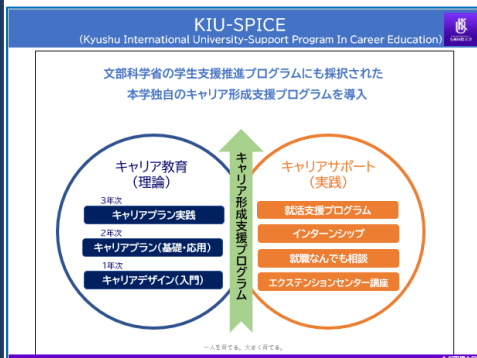 KIU-SPICE
(Kyushu International University-Support Program In Career Education)
文部科学省の学生支援推進プログラムにも採択された
本学独自のキャリア形成支援プログラムを導入
キャリア教育
(理論)
3年次
キャリアプラン実践
2年次
キャリアプラン(基礎・応用)
1年次
キャリアデザイン(入門)
キャリア形成支援プログラム
キャリアサポート
(実践)
就活支援プログラム
インターンシップ
就職なんでも相談
エクステンションセンター講座
一人を育てる。大きく育てる。